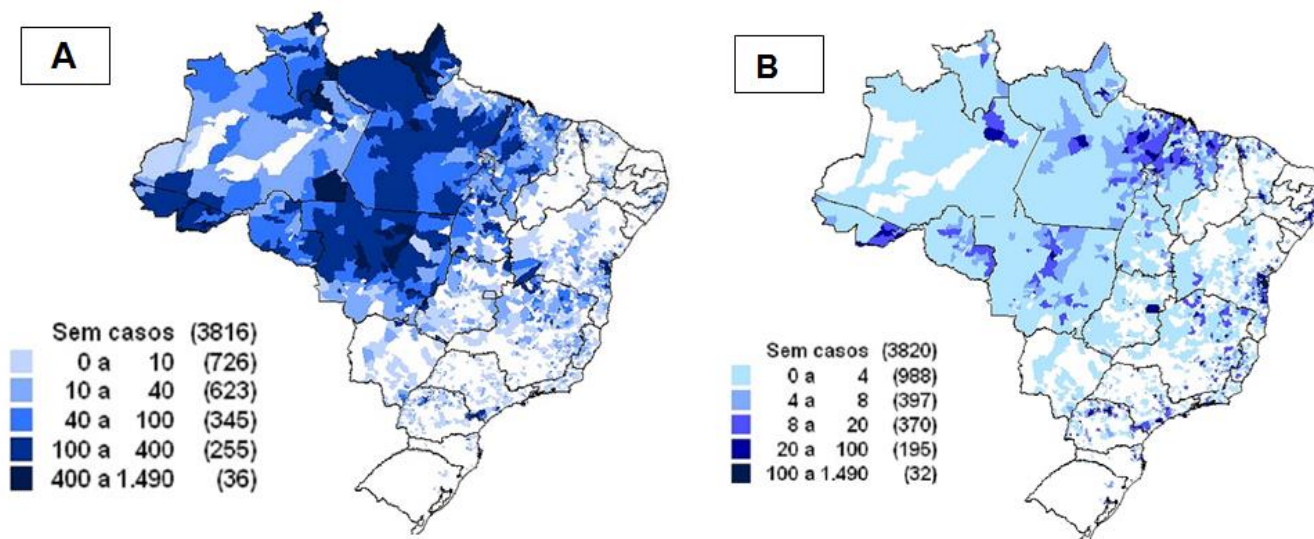 A
Sem casos (3816)
0 a 10 (726)
10 a 40 (623)
40 a 100 (345)
100 a 400 (255)
400 a 1.490 (36)
B
Sem casos (3820)
0 a 4 (988)
4 a 8 (397)
8 a 20 (370)
20 a 100 (195)
100 a 1.490 (32)